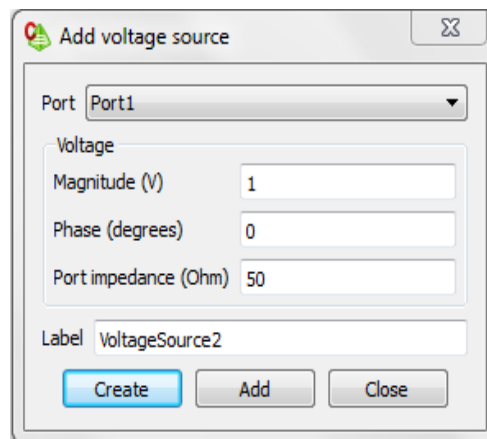 Add voltage source
Port Port1
Voltage
Magnitude (V) 1
Phase (degrees) 0
Port impedance (Ohm) 50
Label VoltageSource2
Create Add Close